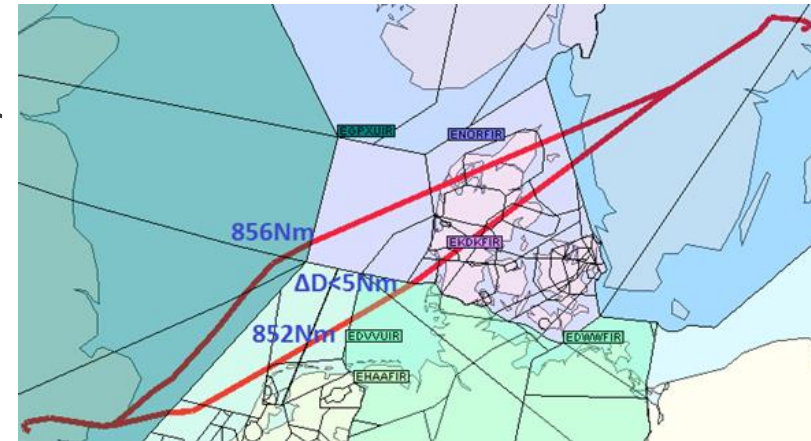 EGPXUIR
ENORFIR
856Nm
EKDKFIR
ΔD<5Nm
852Nm
EDVVUIR
EDWWFIR
EHAAFIR